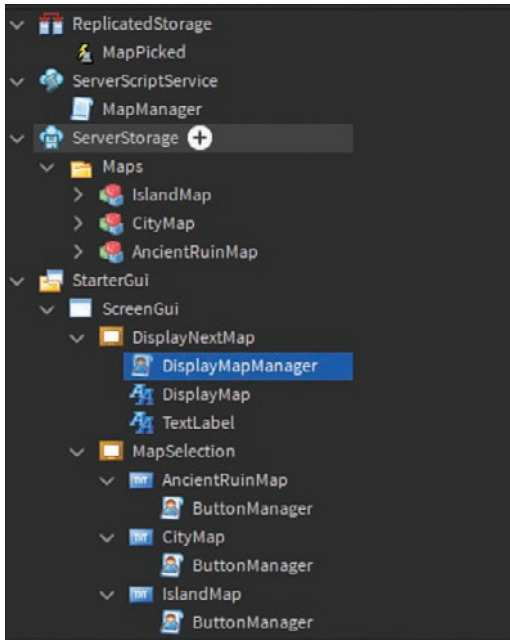 ReplicatedStorage
MapPicked
ServerScriptService
MapManager
ServerStorage
Maps
IslandMap
CityMap
AncientRuinMap
StarterGui
ScreenGui
DisplayNextMap
DisplayMapManager
DisplayMap
TextLabel
MapSelection
AncientRuinMap
ButtonManager
CityMap
ButtonManager
IslandMap
ButtonManager